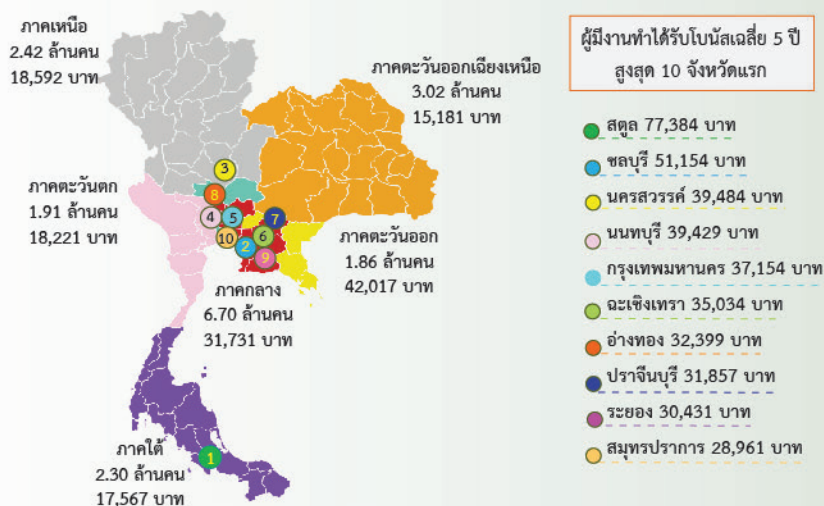 ภาคเหนือ
2.42 ล้านคน
18,592 บาท
ภาคตะวันออกเฉียงเหนือ
3.02 ล้านคน
15,181 บาท
ภาคตะวันตก
1.91 ล้านคน
18,221 บาท
ภาคตะวันออก
1.86 ล้านคน
42,017 บาท
ภาคกลาง
6.70 ล้านคน
31,731 บาท
ภาคใต้
2.30 ล้านคน
17,567 บาท
3
8
4
5
7
10
6
2
9
1
ผู้มีงานทำได้รับโบนัสเฉลี่ย 5 ปี
สูงสุด 10 จังหวัดแรก
สตูล 77,384 บาท
ชลบุรี 51,154 บาท
นครสวรรค์ 39,484 บาท
นนทบุรี 39,429 บาท
กรุงเทพมหานคร 37,154 บาท
ฉะเชิงเทรา 35,034 บาท
อ่างทอง 32,399 บาท
ปราจีนบุรี 31,857 บาท
ระยอง 30,431 บาท
สมุทรปราการ 28,961 บาท